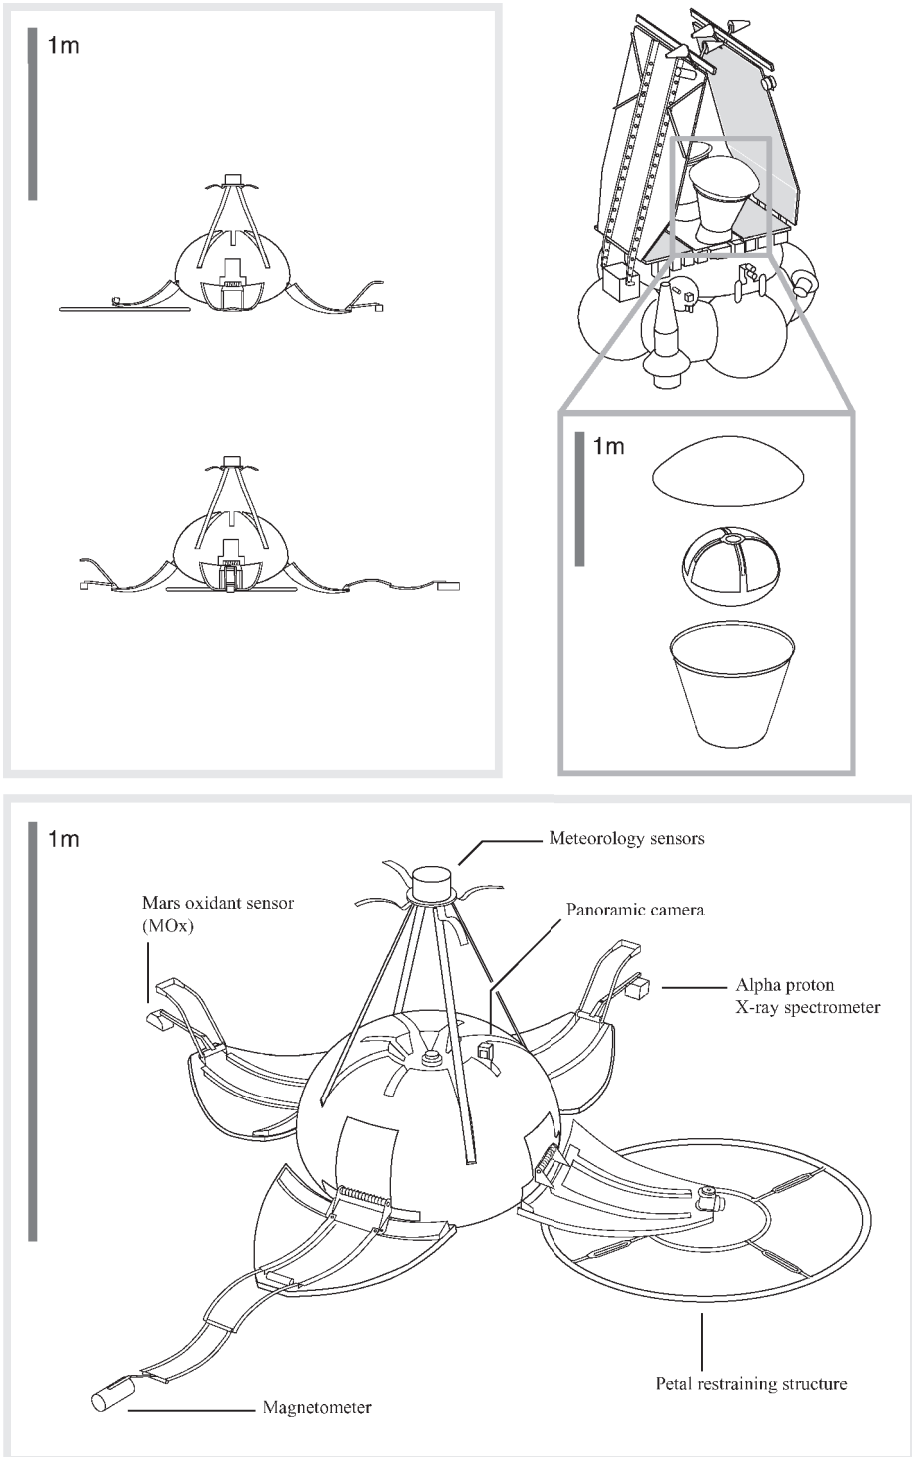 1m
1m
1m
Meteorology sensors
Mars oxidant sensor
(MOx)
Panoramic camera
Alpha proton
X-ray spectrometer
Petal restraining structure
Magnetometer